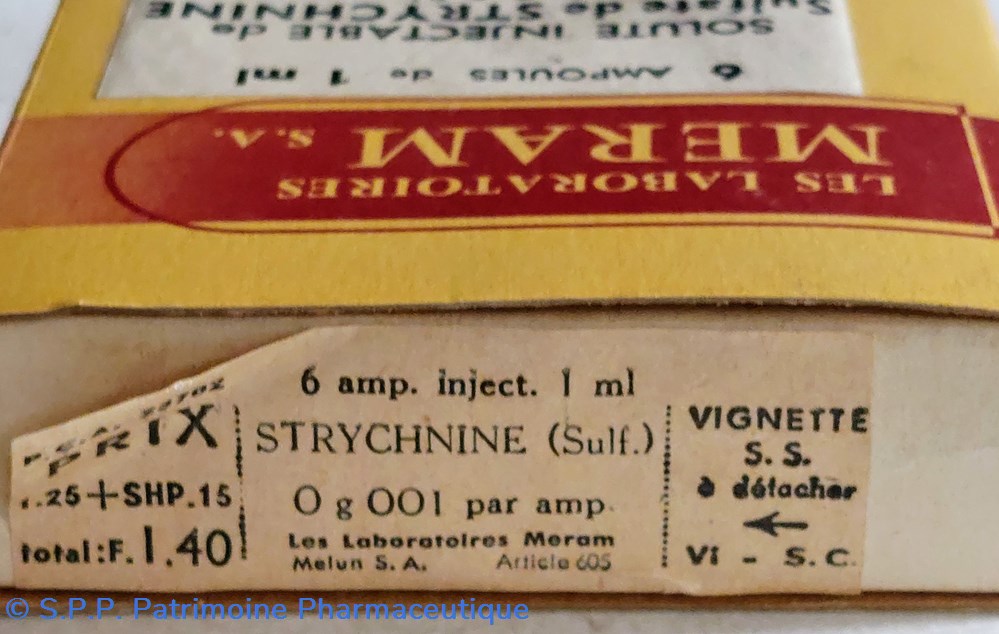 6 AMPOULES de 1 ml
SOLUTE INJECTABLE de
Sulfate de STRYCHNINE
LES LABORATOIRES
MERAM S.A.
PRIX
.25+SHP.15
total:F.1.40
6 amp. inject. 1 ml
STRYCHNINE (Sulf.)
0 g 001 par amp.
Les Laboratoires Meram
Melun S.A. Article 605
VIGNETTE
S.S.
à détacher
←
Vi - S.C.
© S.P.P. Patrimoine Pharmaceutique